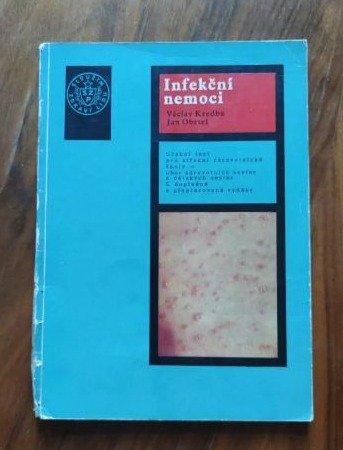 Infekční
nemoci
Václav Kredba
Jan Obrtel
Učební text
pro střední zdravotnické
školy —
obor zdravotních sester
a dětských sester
5. doplněné
a přepracované vydání